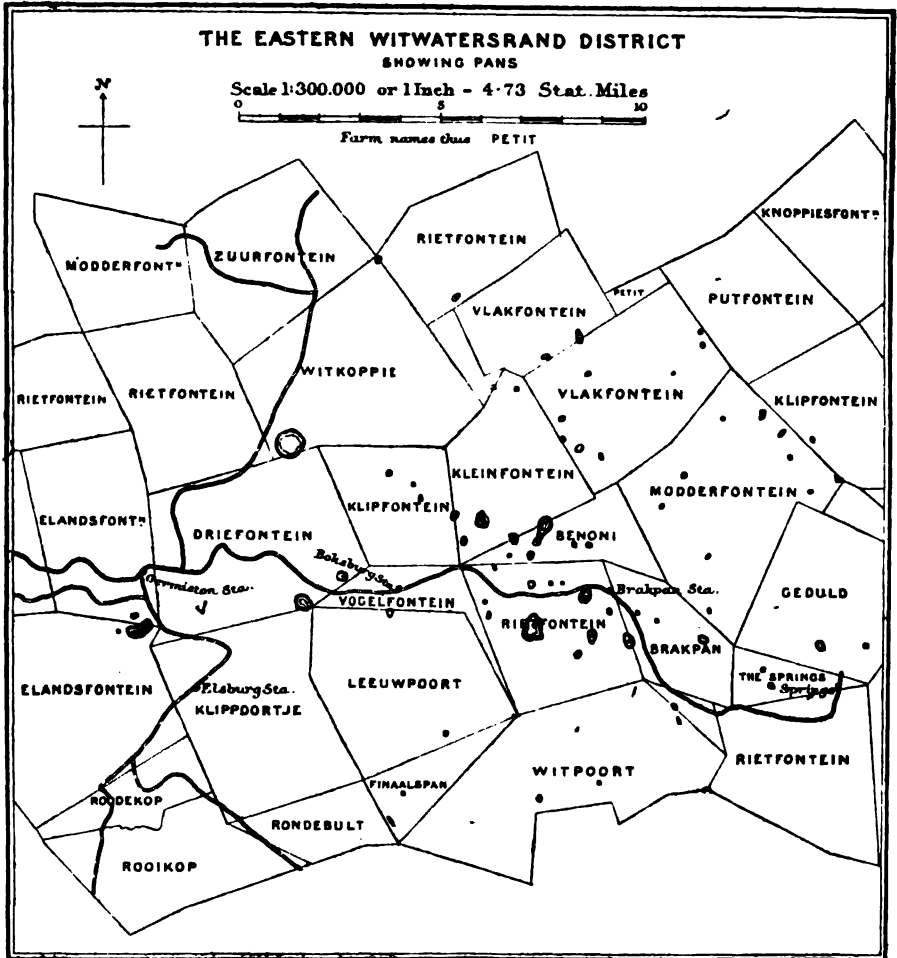 THE EASTERN WITWATERSRAND DISTRICT
SHOWING PANS
Scale 1:300.000 or 1 Inch = 4·73 Stat. Miles
0 5 10
Farm names thus PETIT
N
KNOPPIESFONTN
RIETFONTEIN
ZUURFONTEIN
MODDERFONTN
PETIT
PUTFONTEIN
VLAKFONTEIN
WITKOPPIE
RIETFONTEIN
RIETFONTEIN
VLAKFONTEIN
KLIPFONTEIN
KLEINFONTEIN
MODDERFONTEIN
KLIPFONTEIN
ELANDSFONTN
DRIEFONTEIN
BENONI
Boksburg Sta.
Germiston Sta.
Brakpan Sta.
GEDULD
VOGELFONTEIN
RIETFONTEIN
BRAKPAN
THE SPRINGS
Springs
ELANDSFONTEIN
Elsburg Sta.
KLIPPOORTJE
LEEUWPOORT
RIETFONTEIN
WITPOORT
FINAALSPAN
ROODEKOP
RONDEBULT
ROOIKOP